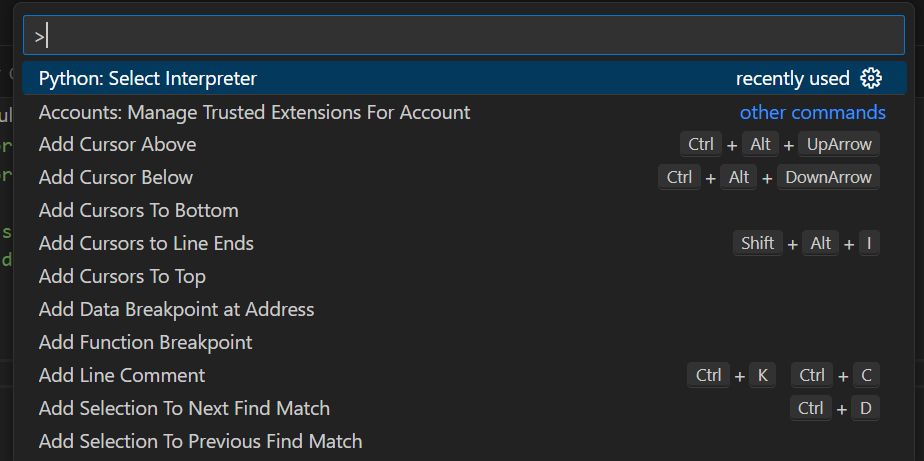 >
Python: Select Interpreter recently used
Accounts: Manage Trusted Extensions For Account other commands
Add Cursor Above Ctrl + Alt + UpArrow
Add Cursor Below Ctrl + Alt + DownArrow
Add Cursors To Bottom
Add Cursors to Line Ends Shift + Alt + I
Add Cursors To Top
Add Data Breakpoint at Address
Add Function Breakpoint
Add Line Comment Ctrl + K Ctrl + C
Add Selection To Next Find Match Ctrl + D
Add Selection To Previous Find Match